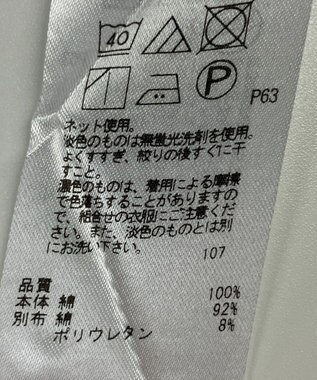 40
P
P63
ネット使用。
淡色のものは無蛍光洗剤を使用。
よくすすぎ、絞りの後すぐに干
すこと。
濃色のものは、着用による摩擦
で色落ちすることがありますの
で、組合せの衣服にご注意くだ
さい。また、淡色のものとは別
にお洗い下さい。
107
品質
本体 綿 100%
別布 綿 92%
ポリウレタン 8%